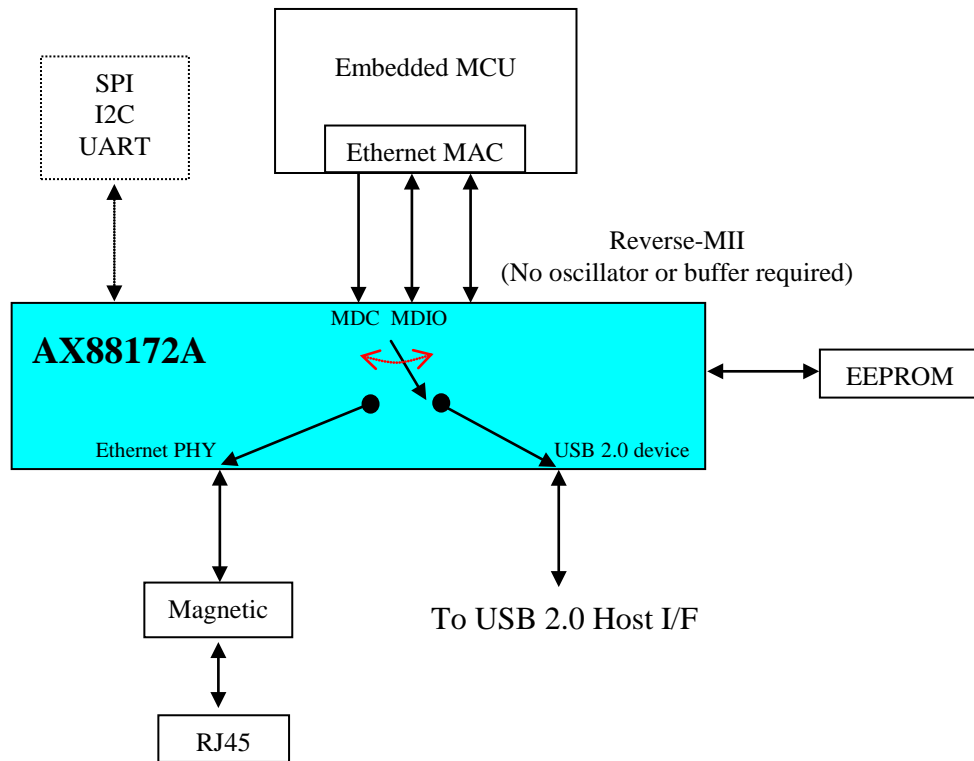 Embedded MCU
SPI
I2C
UART
Ethernet MAC
Reverse-MII
(No oscillator or buffer required)
MDC MDIO
AX88172A
EEPROM
Ethernet PHY
USB 2.0 device
Magnetic
To USB 2.0 Host I/F
RJ45